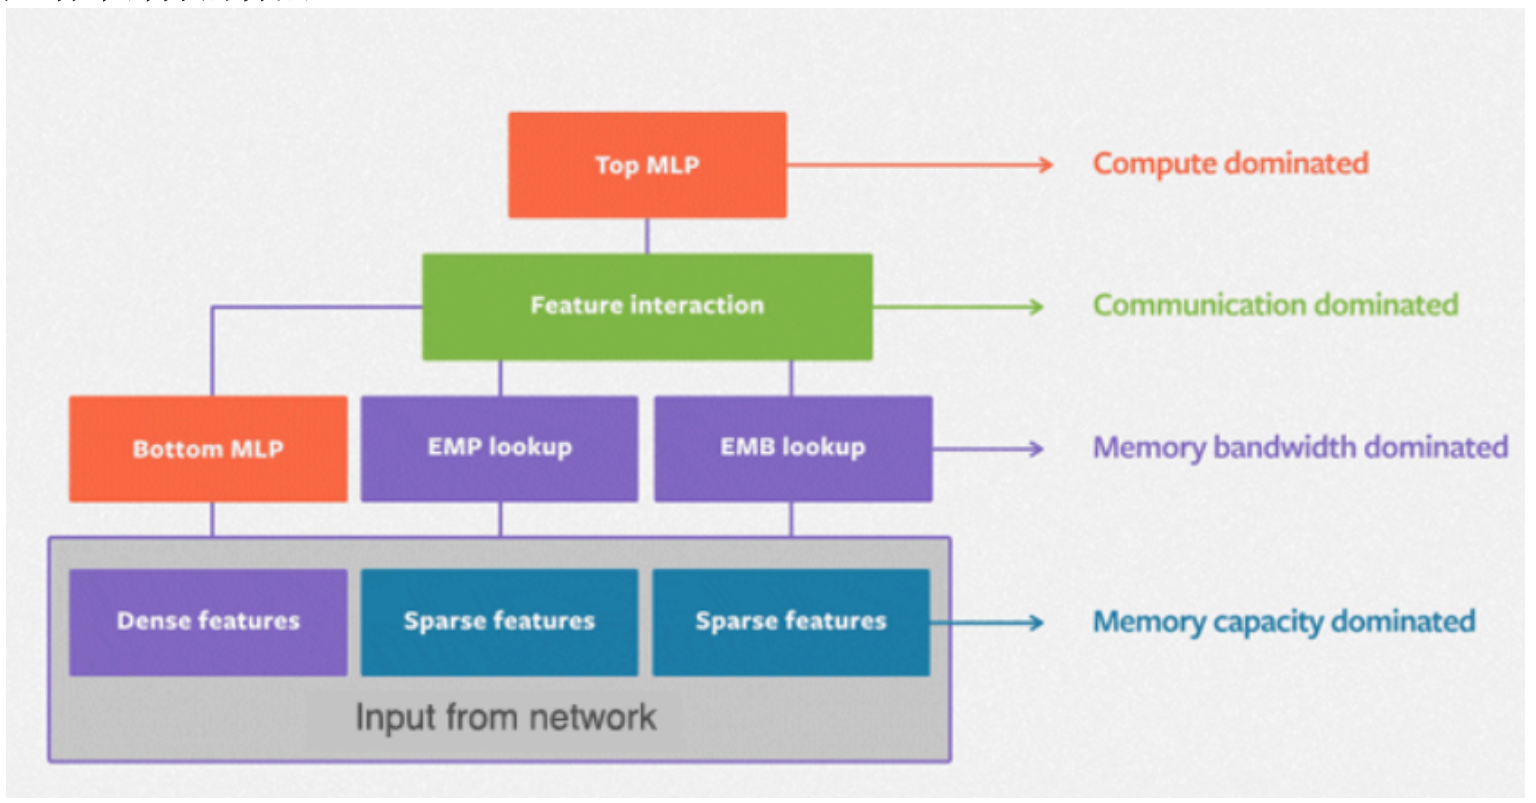 Top MLP
Compute dominated
Feature interaction
Communication dominated
Bottom MLP
EMP lookup
EMB lookup
Memory bandwidth dominated
Dense features
Sparse features
Sparse features
Memory capacity dominated
Input from network